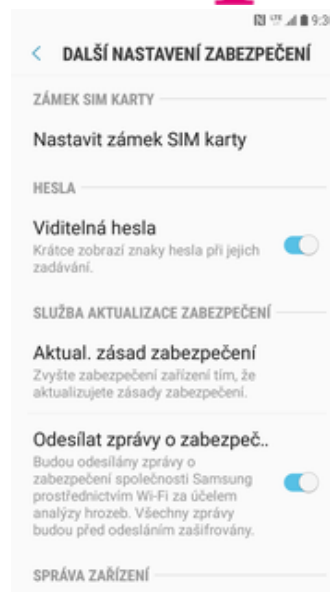 LTE 9:3
< DALŠÍ NASTAVENÍ ZABEZPEČENÍ
ZÁMEK SIM KARTY
Nastavit zámek SIM karty
HESLA
Viditelná hesla
Krátce zobrazí znaky hesla při jejich
zadávání.
SLUŽBA AKTUALIZACE ZABEZPEČENÍ
Aktual. zásad zabezpečení
Zvyšte zabezpečení zařízení tím, že
aktualizujete zásady zabezpečení.
Odesílat zprávy o zabezpeč..
Budou odesílány zprávy o
zabezpečení společnosti Samsung
prostřednictvím Wi-Fi za účelem
analýzy hrozeb. Všechny zprávy
budou před odesláním zašifrovány.
SPRÁVA ZAŘÍZENÍ